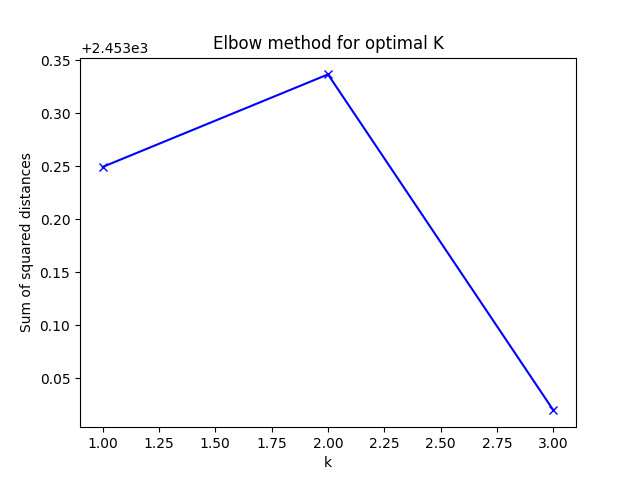 Elbow method for optimal K
+2.453e3
0.35
0.30
0.25
0.20
0.15
0.10
0.05
Sum of squared distances
1.00 1.25 1.50 1.75 2.00 2.25 2.50 2.75 3.00
k